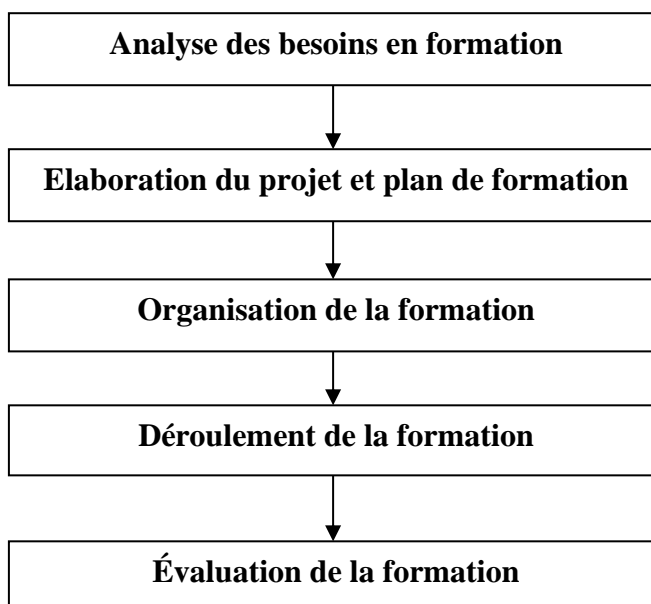 Analyse des besoins en formation
Elaboration du projet et plan de formation
Organisation de la formation
Déroulement de la formation
Évaluation de la formation